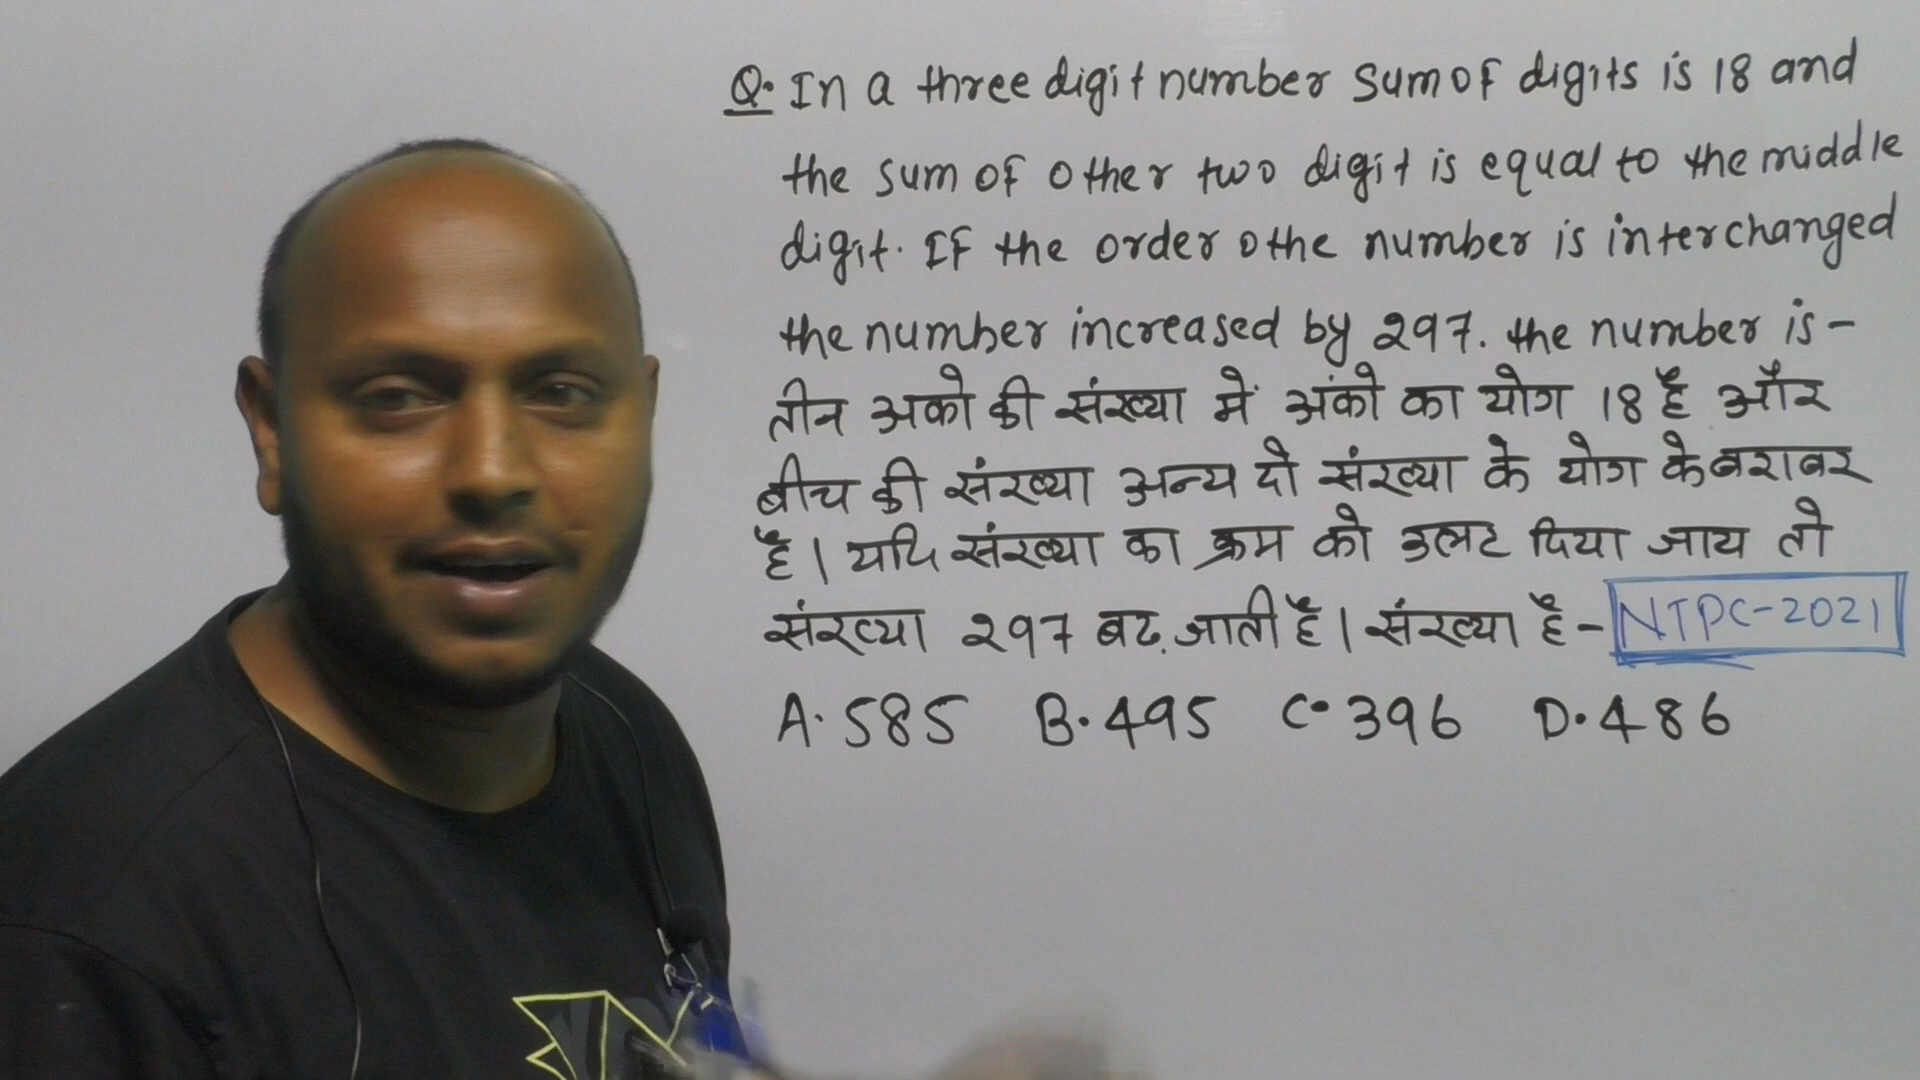 Q. In a three digit number sum of digits is 18 and
the sum of other two digit is equal to the middle
digit. If the order othe number is interchanged
the number increased by 297. the number is -
तीन अको की संख्या में अंको का योग 18 है और
बीच की संख्या अन्य दो संख्या के योग के बराबर
है। यदि संख्या का क्रम को उलट दिया जाय तो
संख्या 297 बढ़ जाती है। संख्या है - NTPC-2021
A. 585 B. 495 C. 396 D. 486